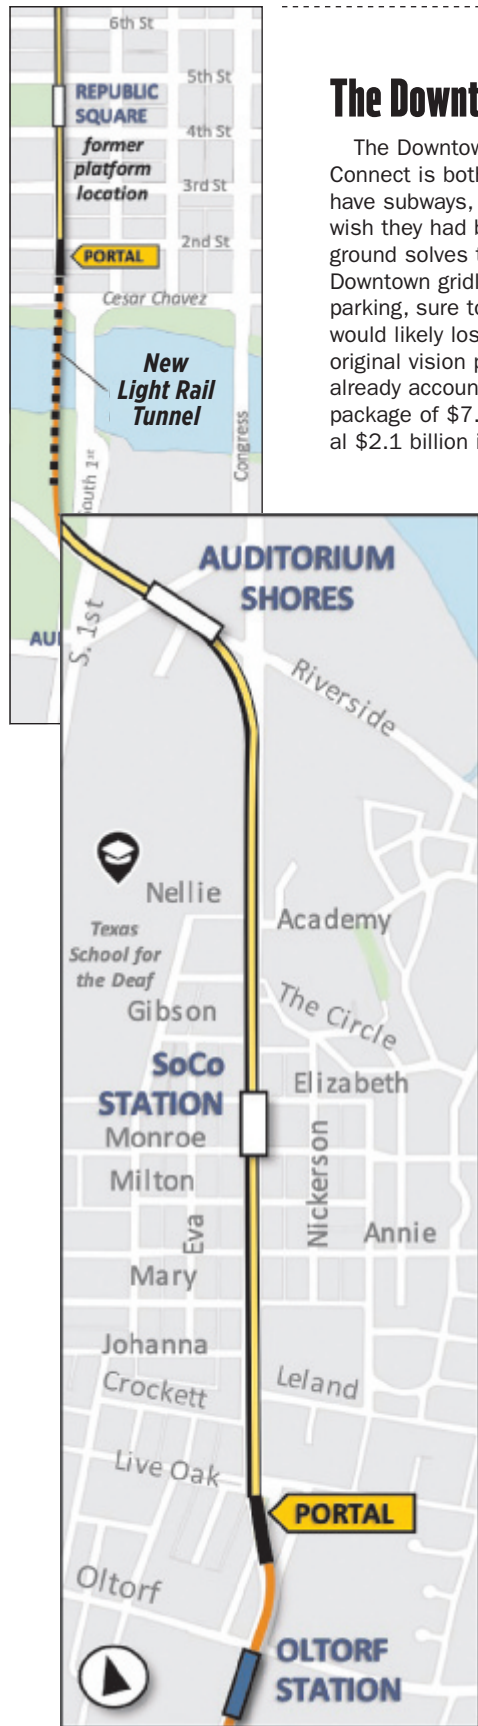 6th St
5th St
REPUBLIC
SQUARE
4th St
former
platform
location
3rd St
2nd St
PORTAL
Cesar Chavez
New
Light Rail
Tunnel
Congress
South 1st
The Downt
The Downtow
Connect is both
have subways,
wish they had b
ground solves t
Downtown gridl
parking, sure to
would likely los
original vision p
already accoun
package of $7.
al $2.1 billion i
AUDITORIUM
SHORES
AU
S. 1st
Riverside
Nellie
Academy
Texas
School for
the Deaf
Gibson
The Circle
SoCo
STATION
Elizabeth
Monroe
Nickerson
Milton
Eva
Annie
Mary
Johanna
Crockett
Leland
Live Oak
PORTAL
Oltorf
OLTORF
STATION